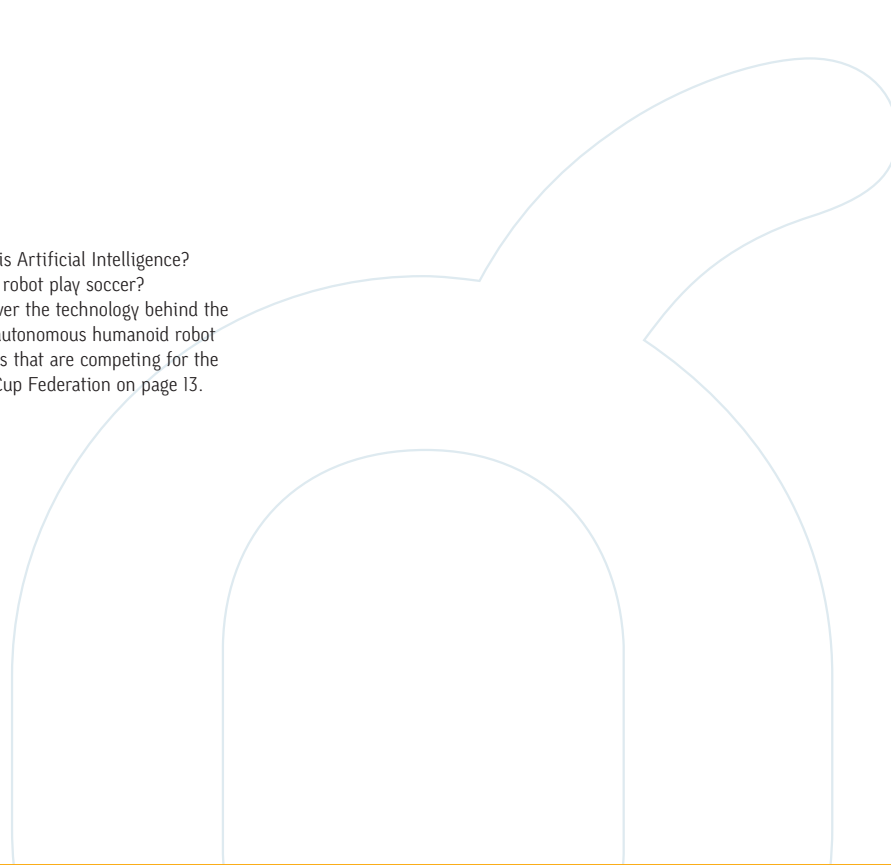 is Artificial Intelligence?
robot play soccer?
ver the technology behind the
autonomous humanoid robot
s that are competing for the
Cup Federation on page 13.